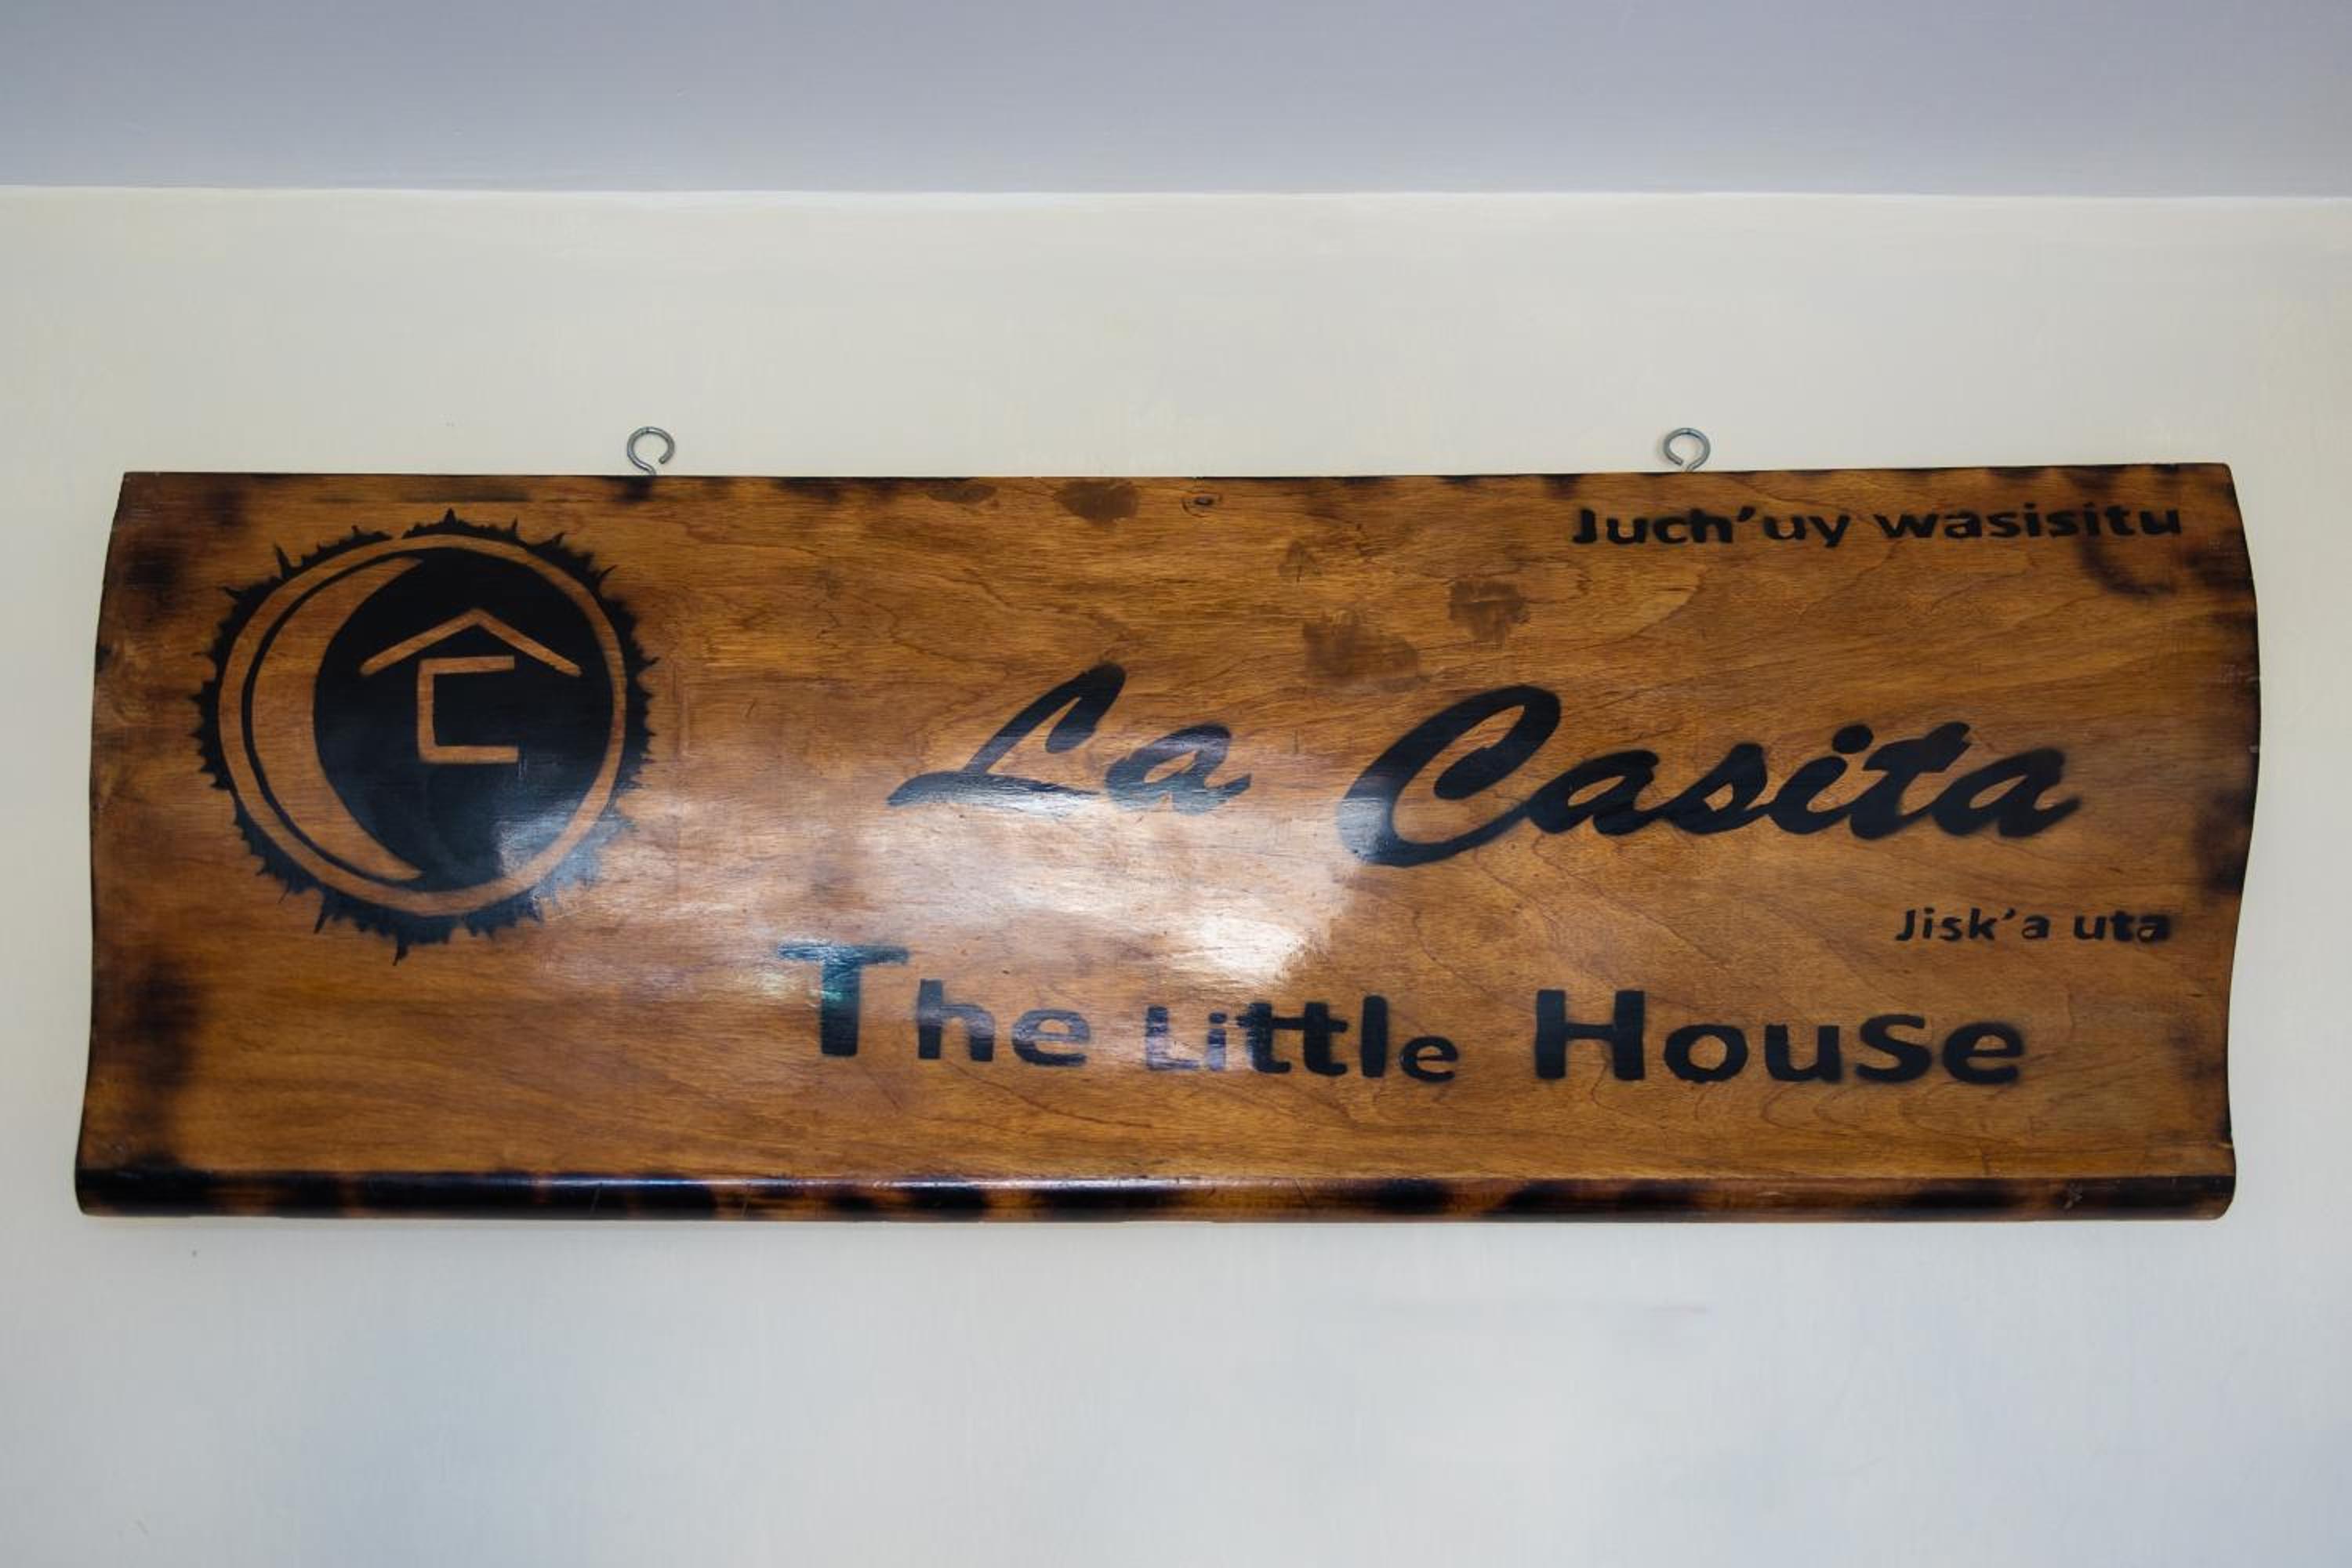 Juch'uy wasisitu
La Casita
Jisk'a uta
The Little House